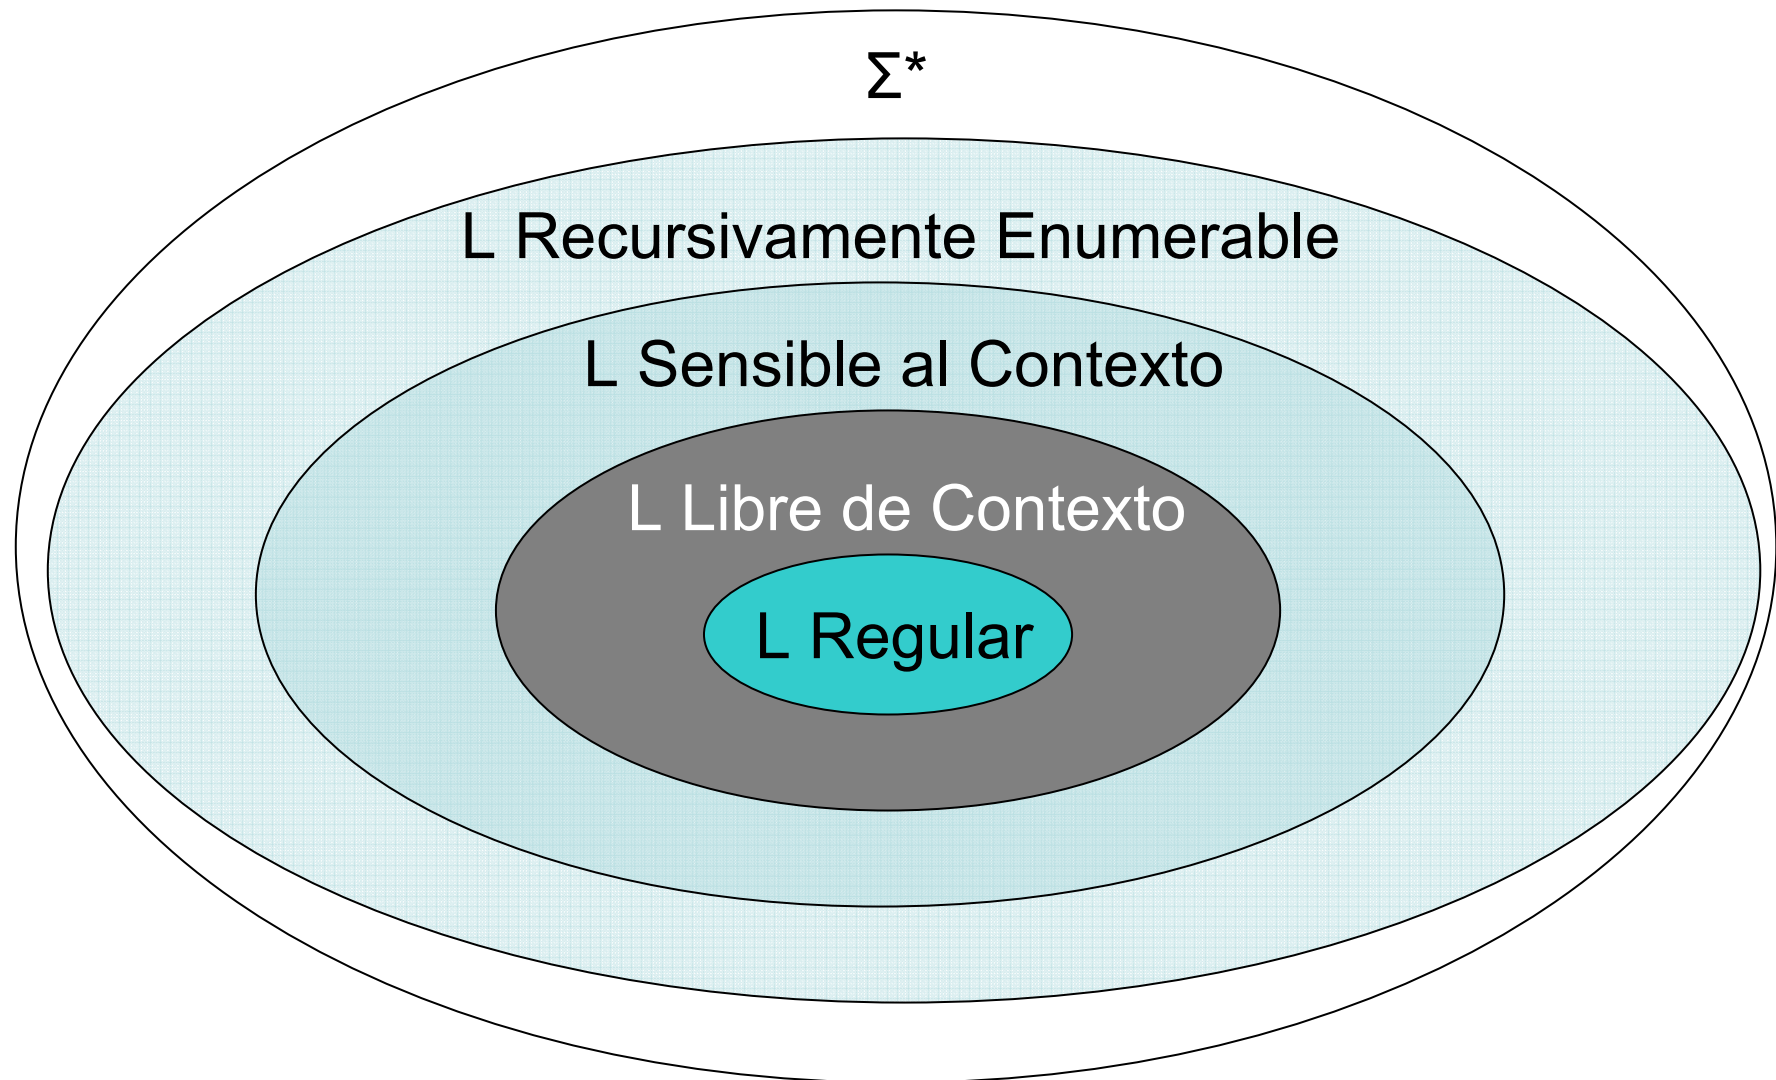 Σ*
L Recursivamente Enumerable
L Sensible al Contexto
L Libre de Contexto
L Regular